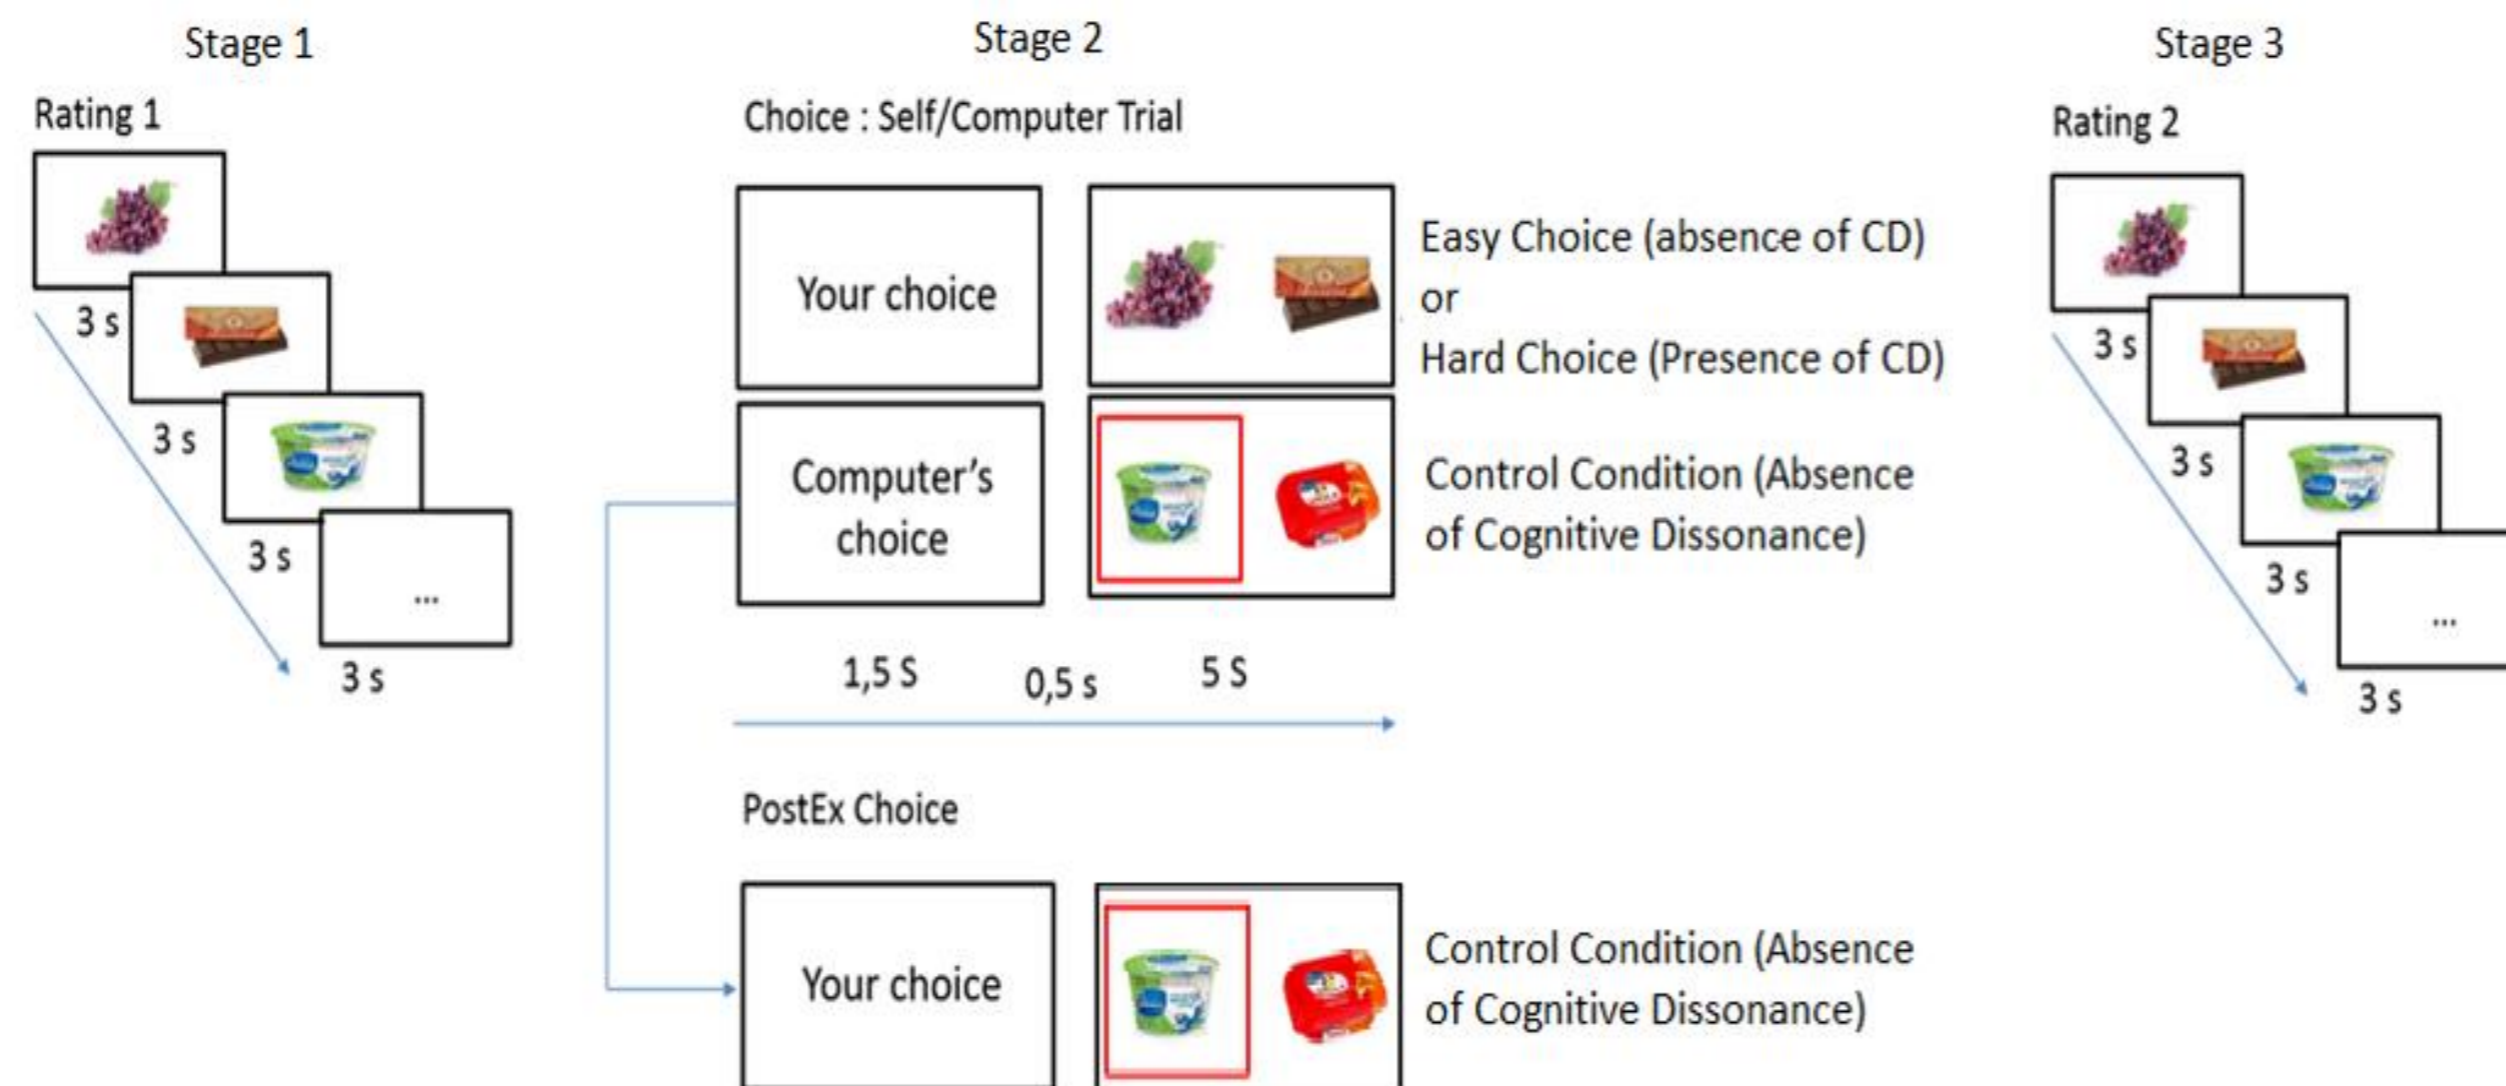 Stage 1
Rating 1
3 s
3 s
3 s
...
3 s
Stage 2
Choice : Self/Computer Trial
Your choice
Easy Choice (absence of CD)
or
Hard Choice (Presence of CD)
Computer's
choice
Control Condition (Absence
of Cognitive Dissonance)
1,5 S
0,5 s
5 S
PostEx Choice
Your choice
Control Condition (Absence
of Cognitive Dissonance)
Stage 3
Rating 2
3 s
3 s
3 s
...
3 s